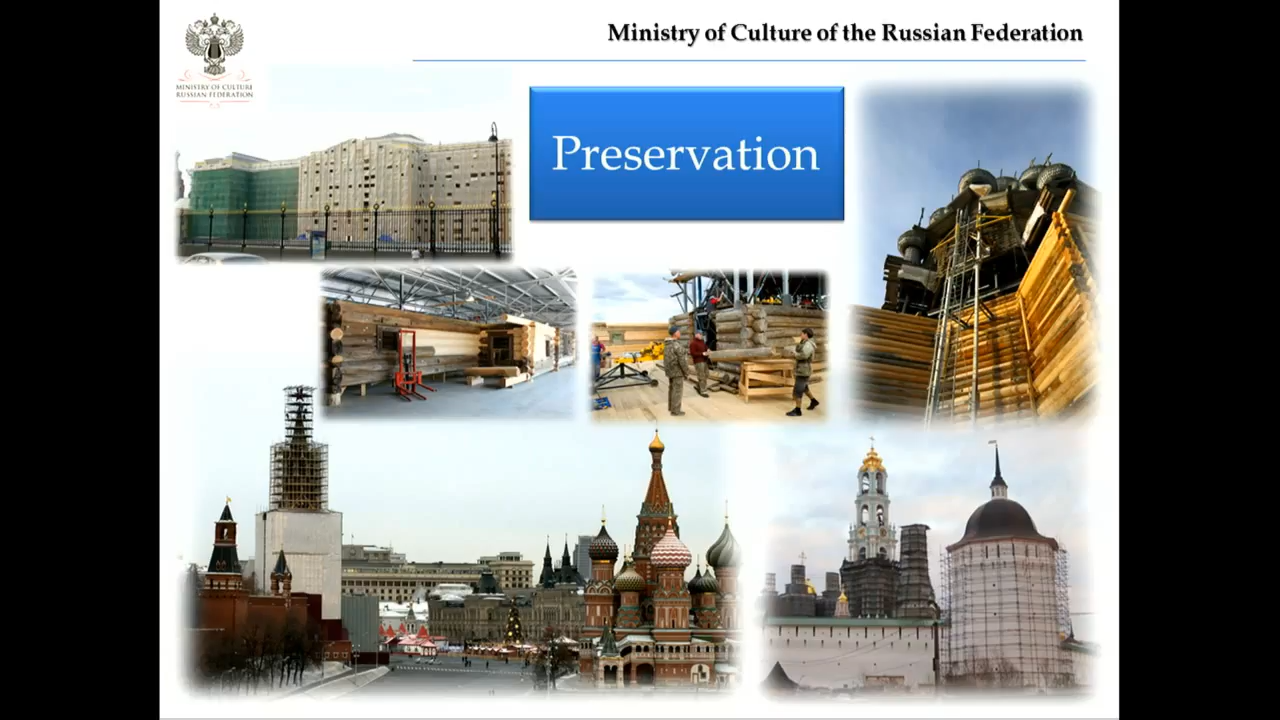 Ministry of Culture of the Russian Federation
MINISTRY OF CULTURE
RUSSIAN FEDERATION
Preservation